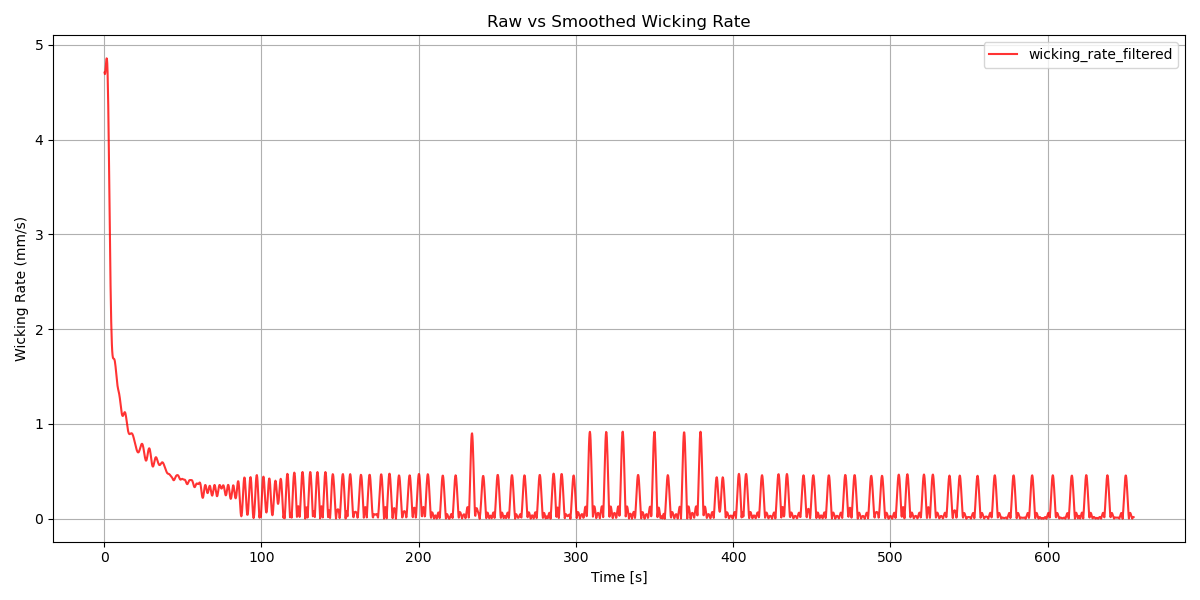 Raw vs Smoothed Wicking Rate
wicking_rate_filtered
Wicking Rate (mm/s)
5
4
3
2
1
0
0 100 200 300 400 500 600
Time [s]